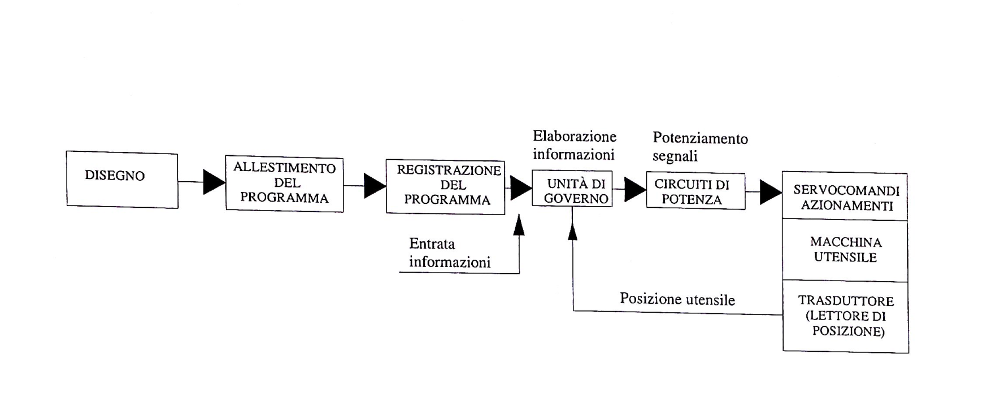 DISEGNO
ALLESTIMENTO
DEL
PROGRAMMA
REGISTRAZIONE
DEL
PROGRAMMA
Entrata
informazioni
Elaborazione
informazioni
UNITÀ DI
GOVERNO
Potenziamento
segnali
CIRCUITI DI
POTENZA
SERVOCOMANDI
AZIONAMENTI
MACCHINA
UTENSILE
TRASDUTTORE
(LETTORE DI
POSIZIONE)
Posizione utensile